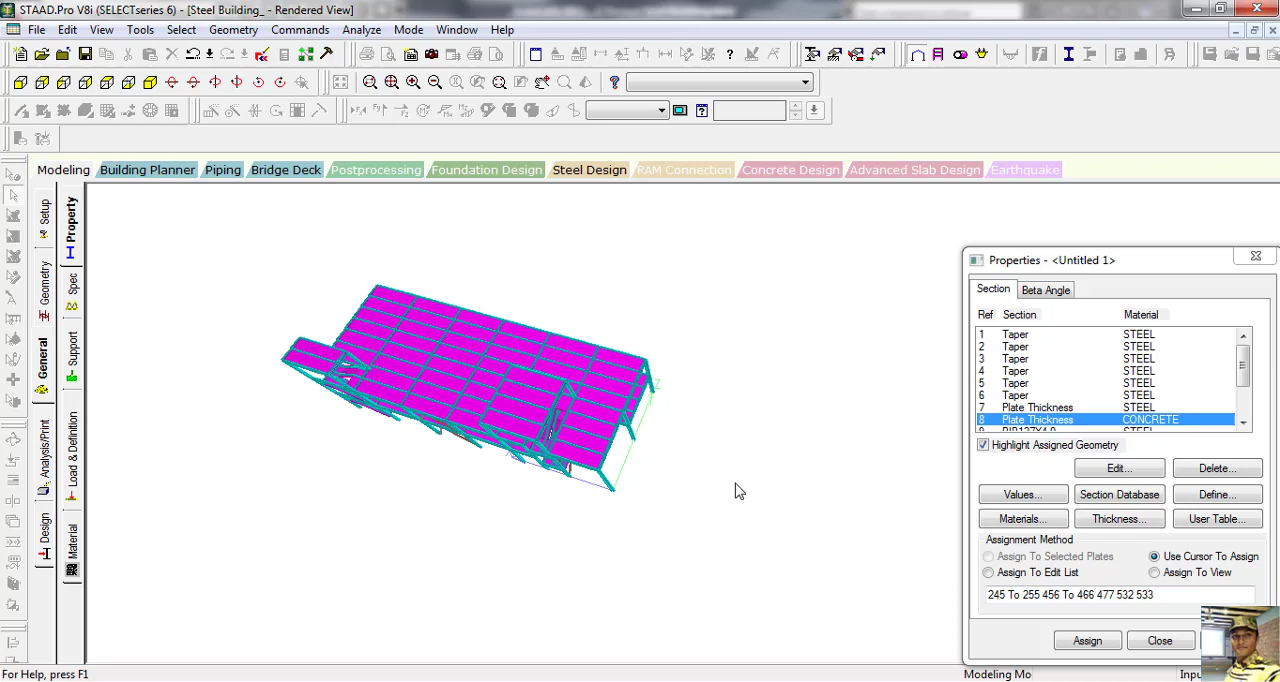 STAAD.Pro V8i (SELECTseries 6) - [Steel Building_ - Rendered View]
File Edit View Tools Select Geometry Commands Analyze Mode Window Help
Modeling Building Planner Piping Bridge Deck Postprocessing Foundation Design Steel Design RAM Connection Concrete Design Advanced Slab Design Earthquake
Setup
Geometry
General
Analysis/Print
Design
Property
Spec
Support
Load & Definition
Material
Properties - <Untitled 1>
Section Beta Angle
Ref Section Material
1 Taper STEEL
2 Taper STEEL
3 Taper STEEL
4 Taper STEEL
5 Taper STEEL
6 Taper STEEL
7 Plate Thickness STEEL
8 Plate Thickness CONCRETE
STEEL
Highlight Assigned Geometry
Edit... Delete...
Values... Section Database Define...
Materials... Thickness... User Table...
Assignment Method
Assign To Selected Plates Use Cursor To Assign
Assign To Edit List Assign To View
245 To 255 456 To 466 477 532 533
Assign Close
For Help, press F1
Modeling Mo Inpu